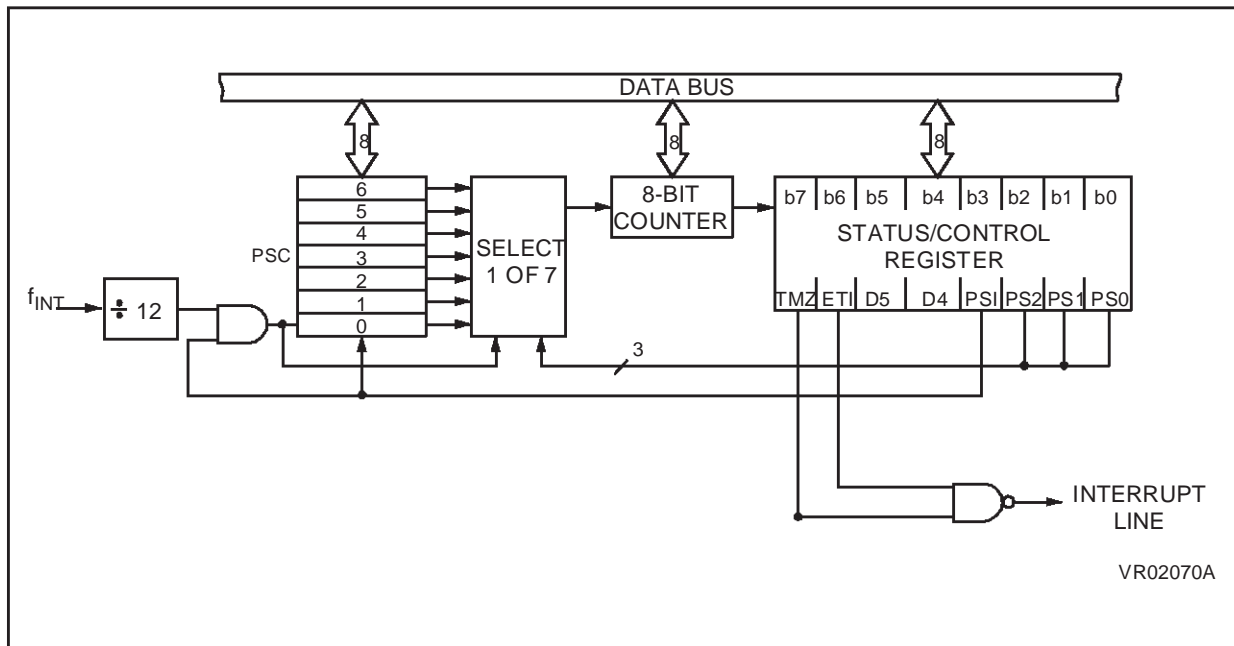 DATA BUS
8
8
8
6
5
4
3
2
1
0
PSC
SELECT
1 OF 7
8-BIT
COUNTER
b7 b6 b5 b4 b3 b2 b1 b0
STATUS/CONTROL
REGISTER
TMZ ETI D5 D4 PSI PS2 PS1 PS0
fINT
÷ 12
3
INTERRUPT
LINE
VR02070A